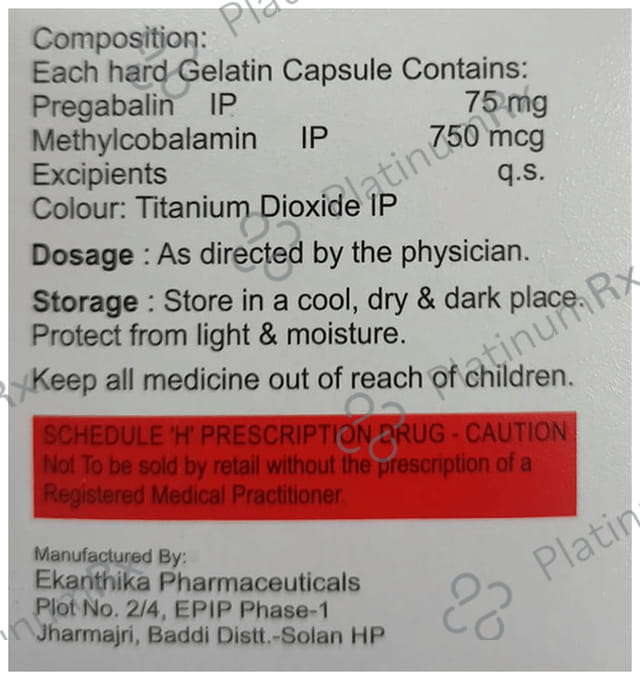 Composition:
Each hard Gelatin Capsule Contains:
Pregabalin IP 75 mg
Methylcobalamin IP 750 mcg
Excipients q.s.
Colour: Titanium Dioxide IP
Dosage : As directed by the physician.
Storage : Store in a cool, dry & dark place.
Protect from light & moisture.
Keep all medicine out of reach of children.
SCHEDULE 'H' PRESCRIPTION DRUG - CAUTION
Not To be sold by retail without the prescription of a
Registered Medical Practitioner.
Manufactured By:
Ekanthika Pharmaceuticals
Plot No. 2/4, EPIP Phase-1
Jharmajri, Baddi Distt.-Solan HP
PlatinumRx
PlatinumRx